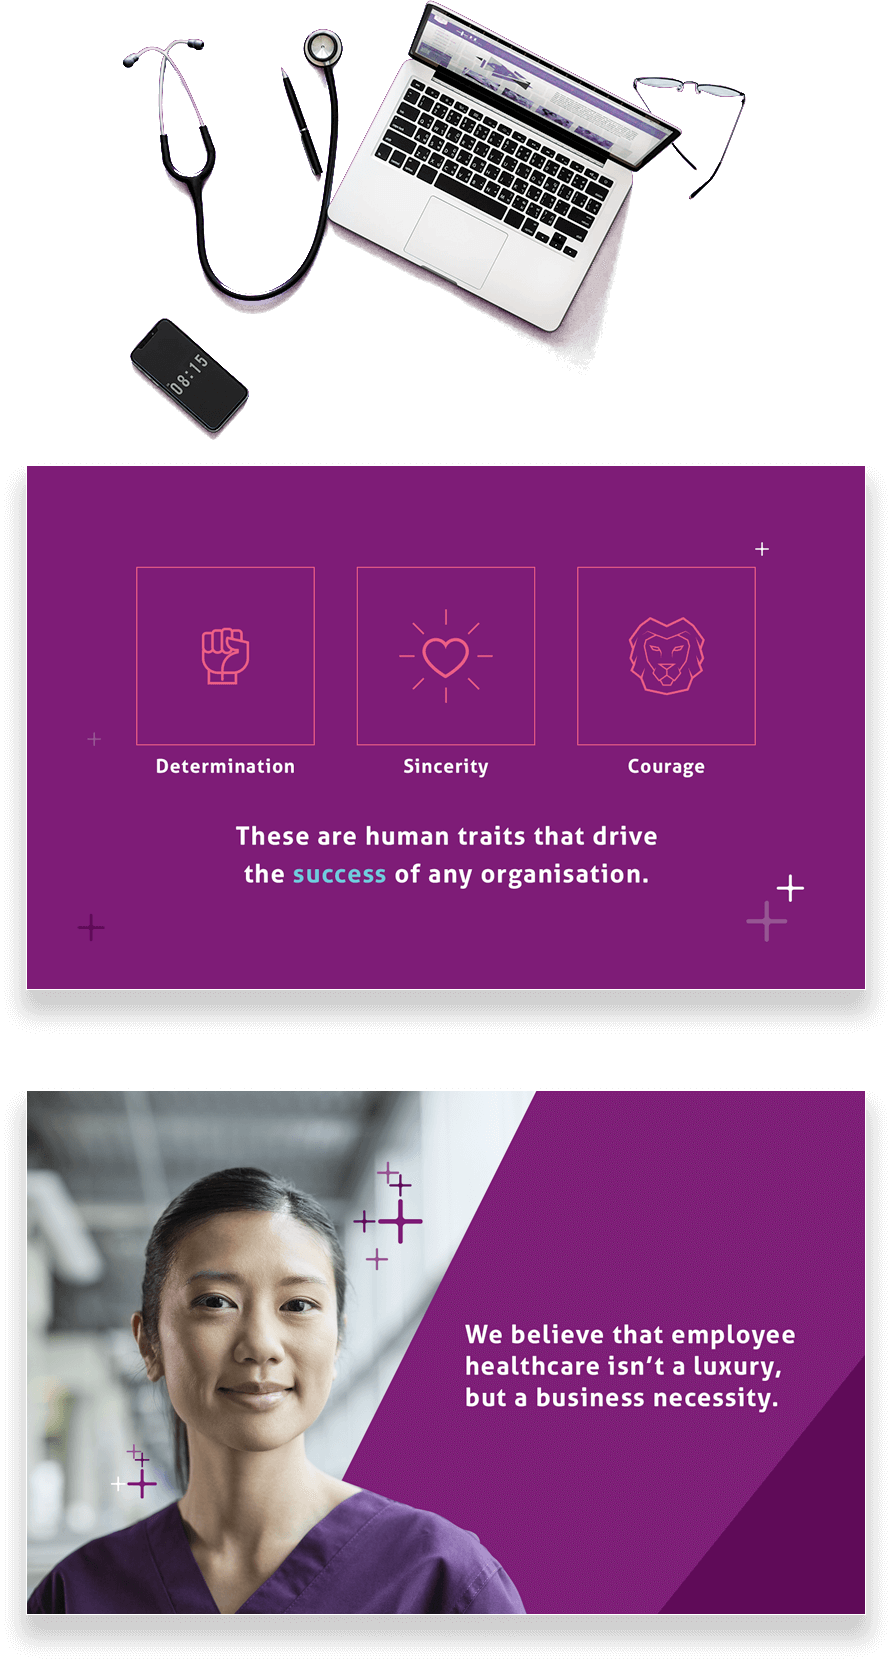 08:15
Determination
Sincerity
Courage
These are human traits that drive
the success of any organisation.
We believe that employee
healthcare isn’t a luxury,
but a business necessity.